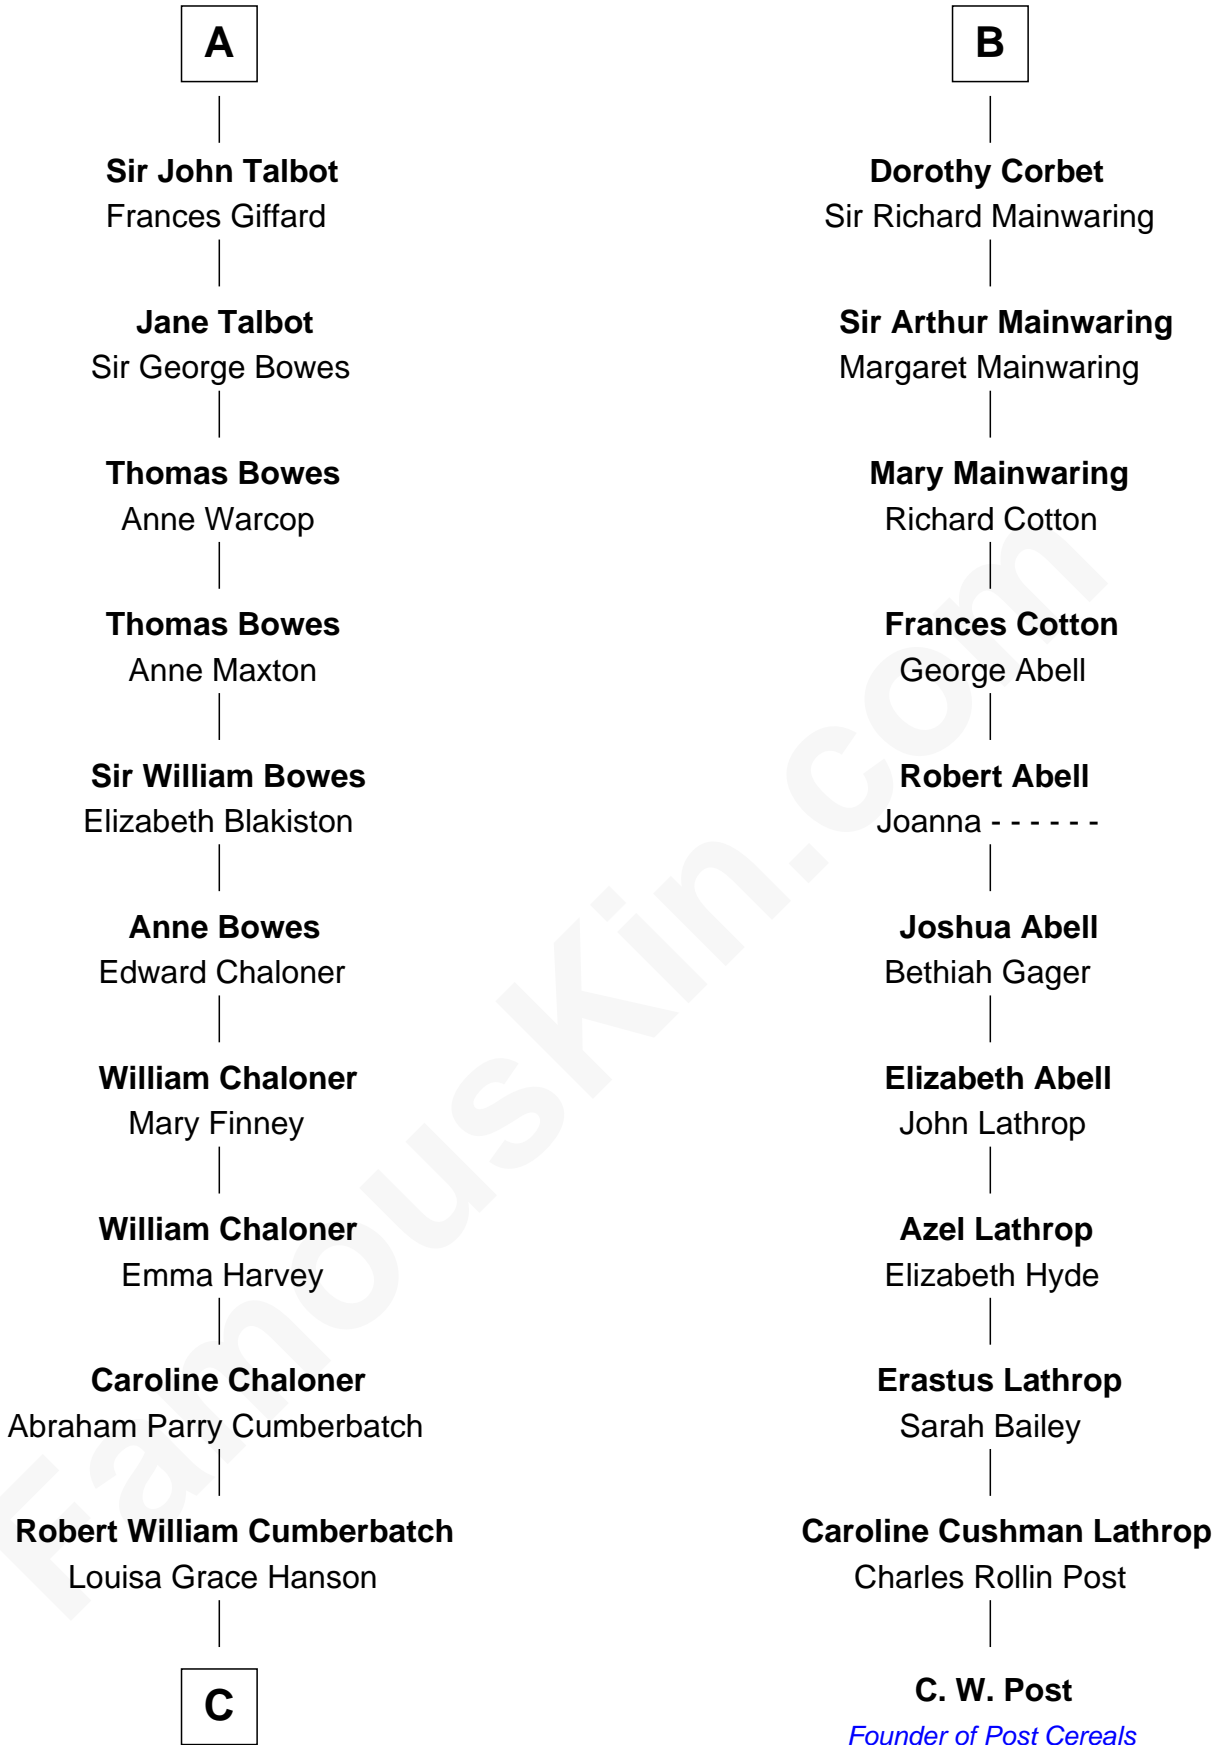 A
Sir John Talbot
Frances Giffard
Jane Talbot
Sir George Bowes
Thomas Bowes
Anne Warcop
Thomas Bowes
Anne Maxton
Sir William Bowes
Elizabeth Blakiston
Anne Bowes
Edward Chaloner
William Chaloner
Mary Finney
William Chaloner
Emma Harvey
Caroline Chaloner
Abraham Parry Cumberbatch
Robert William Cumberbatch
Louisa Grace Hanson
C
B
Dorothy Corbet
Sir Richard Mainwaring
Sir Arthur Mainwaring
Margaret Mainwaring
Mary Mainwaring
Richard Cotton
Frances Cotton
George Abell
Robert Abell
Joanna - - - - - -
Joshua Abell
Bethiah Gager
Elizabeth Abell
John Lathrop
Azel Lathrop
Elizabeth Hyde
Erastus Lathrop
Sarah Bailey
Caroline Cushman Lathrop
Charles Rollin Post
C. W. Post
Founder of Post Cereals
FamousKin.com